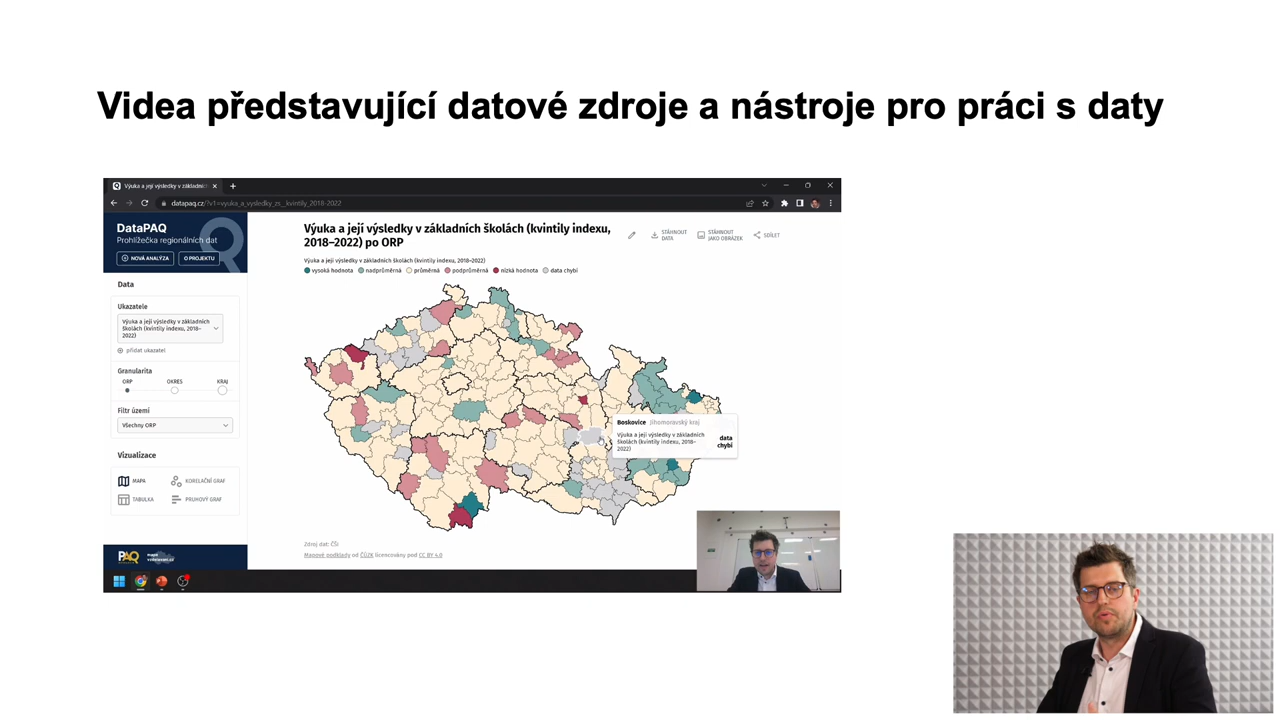 Videa představující datové zdroje a nástroje pro práci s daty
Výuka a její výsledky v základních
datapaq.cz/?v1=vyuka_a_vysledky_zs__kvintily_2018-2022
DataPAQ
Prohlížečka regionálních dat
NOVÁ ANALÝZA
O PROJEKTU
Data
Ukazatele
Výuka a její výsledky v základních
školách (kvintily indexu, 2018–
2022)
přidat ukazatel
Granularita
ORP
OKRES
KRAJ
Filtr území
Všechny ORP
Vizualizace
MAPA
KORELAČNÍ GRAF
TABULKA
PRUHOVÝ GRAF
PAQ
Výuka a její výsledky v základních školách (kvintily indexu,
2018–2022) po ORP
STÁHNOUT
DATA
STÁHNOUT
JAKO OBRÁZEK
SDÍLET
Výuka a její výsledky v základních školách (kvintily indexu, 2018–2022)
vysoká hodnota
nadprůměrná
průměrná
podprůměrná
nízká hodnota
data chybí
Boskovice Jihomoravský kraj
Výuka a její výsledky v základních
školách (kvintily indexu, 2018–
2022)
data
chybí
Zdroj dat: ČŠI
Mapové podklady od ČÚZK licencovány pod CC BY 4.0